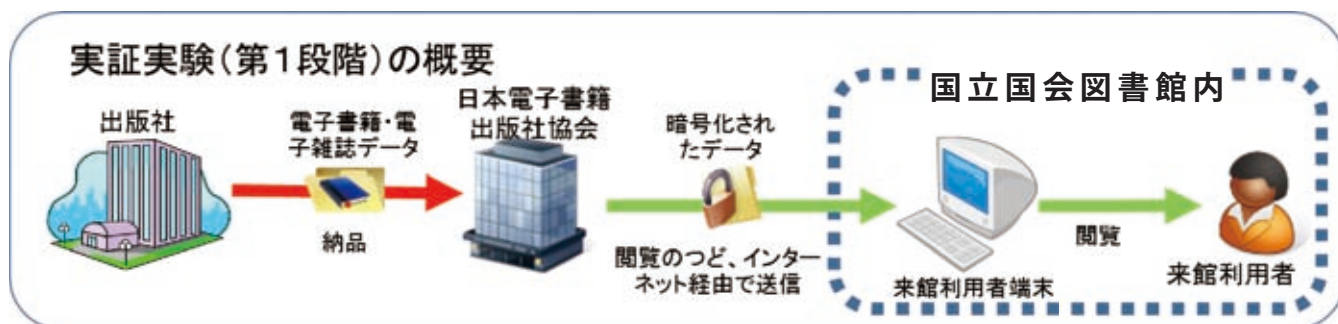 実証実験(第1段階)の概要
国立国会図書館内
出版社
電子書籍・電
子雑誌データ
納品
日本電子書籍
出版社協会
暗号化され
たデータ
閲覧のつど、インター
ネット経由で送信
来館利用者端末
閲覧
来館利用者